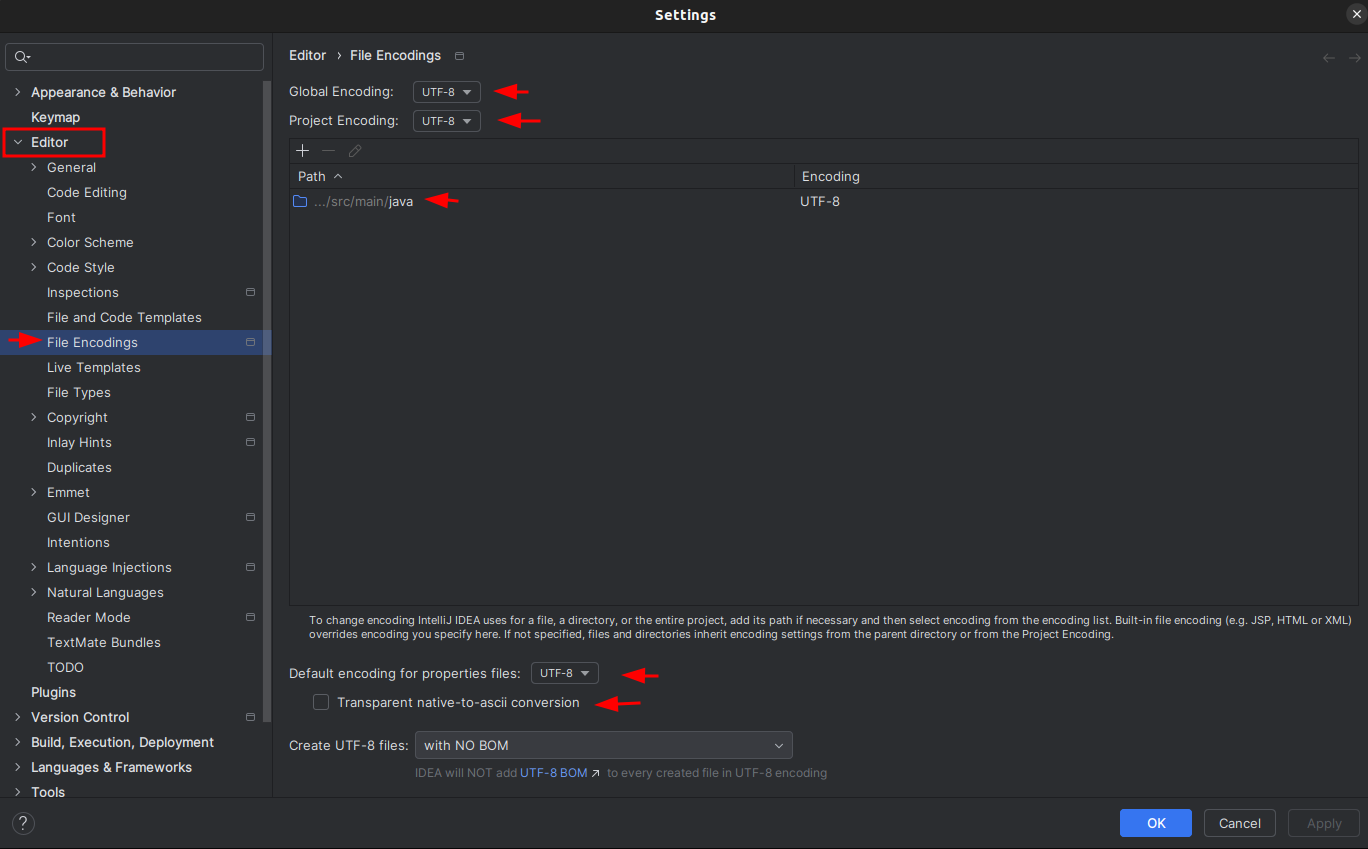 Settings
Editor › File Encodings
Global Encoding: UTF-8
Project Encoding: UTF-8
Path Encoding
.../src/main/java UTF-8
To change encoding IntelliJ IDEA uses for a file, a directory, or the entire project, add its path if necessary and then select encoding from the encoding list. Built-in file encoding (e.g. JSP, HTML or XML)
overrides encoding you specify here. If not specified, files and directories inherit encoding settings from the parent directory or from the Project Encoding.
Default encoding for properties files: UTF-8
Transparent native-to-ascii conversion
Create UTF-8 files: with NO BOM
IDEA will NOT add UTF-8 BOM ↗ to every created file in UTF-8 encoding
Appearance & Behavior
Keymap
Editor
General
Code Editing
Font
Color Scheme
Code Style
Inspections
File and Code Templates
File Encodings
Live Templates
File Types
Copyright
Inlay Hints
Duplicates
Emmet
GUI Designer
Intentions
Language Injections
Natural Languages
Reader Mode
TextMate Bundles
TODO
Plugins
Version Control
Build, Execution, Deployment
Languages & Frameworks
Tools
?
OK Cancel Apply